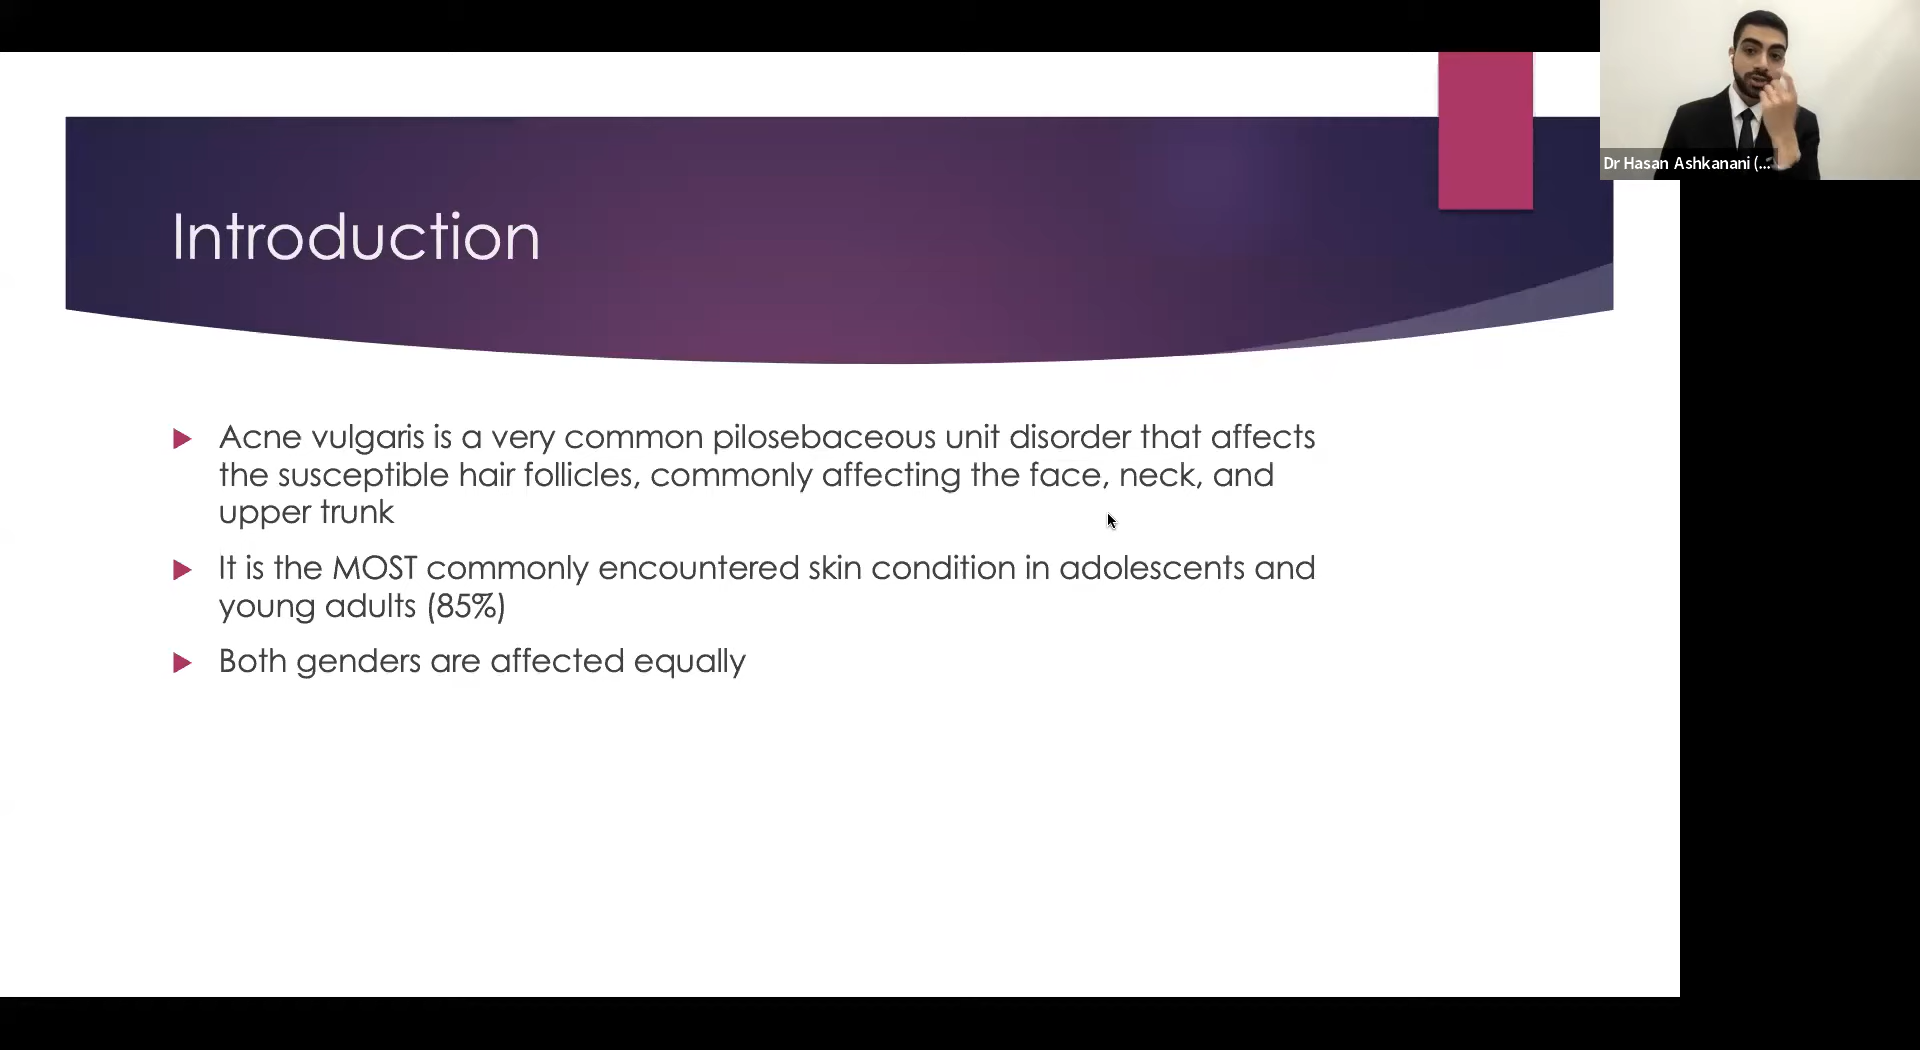 Introduction
Acne vulgaris is a very common pilosebaceous unit disorder that affects
the susceptible hair follicles, commonly affecting the face, neck, and
upper trunk
It is the MOST commonly encountered skin condition in adolescents and
young adults (85%)
Both genders are affected equally
Dr Hasan Ashkanani (...